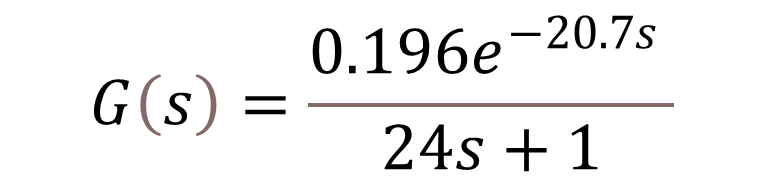 G(s) = 0.196e^{-20.7s} / 24s + 1